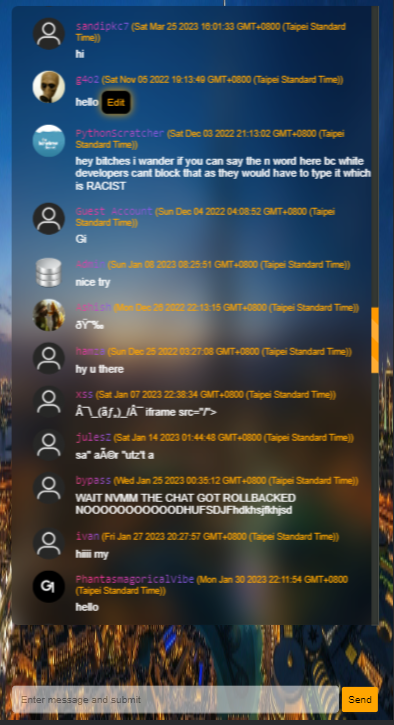 sandipkc7 (Sat Mar 25 2023 16:01:33 GMT+0800 (Taipei Standard
Time))
hi
g4o2 (Sat Nov 05 2022 19:13:49 GMT+0800 (Taipei Standard Time))
hello Edit
PythonScratcher (Sat Dec 03 2022 21:13:02 GMT+0800 (Taipei
Standard Time))
hey bitches i wander if you can say the n word here bc while
developers cant block that as they would have to type it which
is RACIST
Guest Account (Sun Dec 04 2022 04:08:52 GMT+0800 (Taipei
Standard Time))
Gi
(Sun Jan 08 2023 08:25:51 GMT+0800 (Taipei Standard Time))
nice try
(Mon Dec 26 2022 22:13:15 GMT+0800 (Taipei Standard Time))
ðŸ˜‰
hamza (Sun Dec 25 2022 03:27:08 GMT+0800 (Taipei Standard Time))
hy u there
xss (Sat Jan 07 2023 22:38:34 GMT+0800 (Taipei Standard Time))
Â¯\_(ãƒ„)_/Â¯ iframe src="/">
jules2 (Sat Jan 14 2023 01:44:48 GMT+0800 (Taipei Standard Time))
sa" aÃ©r "utz't a
bypass (Wed Jan 25 2023 00:35:12 GMT+0800 (Taipei Standard Time))
WAIT NVMM THE CHAT GOT ROLLBACKED
NOOOOOOOOOOODHUFSDJFhdkhsjfkhjsd
ivan (Fri Jan 27 2023 20:27:57 GMT+0800 (Taipei Standard Time))
hiiii my
G¶
PhantasmagoricalVibe (Mon Jan 30 2023 22:11:54 GMT+0800
(Taipei Standard Time))
hello
Enter message and submit
Send